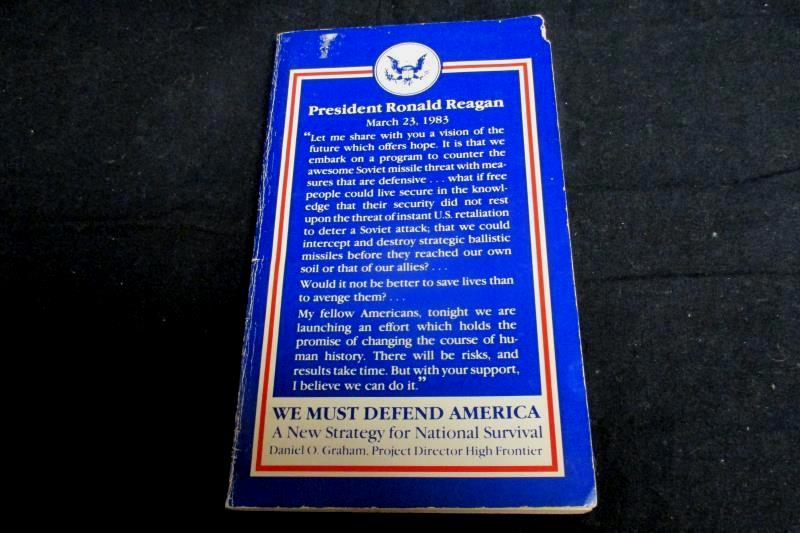 President Ronald Reagan
March 23, 1983
“Let me share with you a vision of the
future which offers hope. It is that we
embark on a program to counter the
awesome Soviet missile threat with mea-
sures that are defensive . . . what if free
people could live secure in the knowl-
edge that their security did not rest
upon the threat of instant U.S. retaliation
to deter a Soviet attack; that we could
intercept and destroy strategic ballistic
missiles before they reached our own
soil or that of our allies? . . .
Would it not be better to save lives than
to avenge them? . . .
My fellow Americans, tonight we are
launching an effort which holds the
promise of changing the course of hu-
man history. There will be risks, and
results take time. But with your support,
I believe we can do it.”
WE MUST DEFEND AMERICA
A New Strategy for National Survival
Daniel O. Graham, Project Director High Frontier